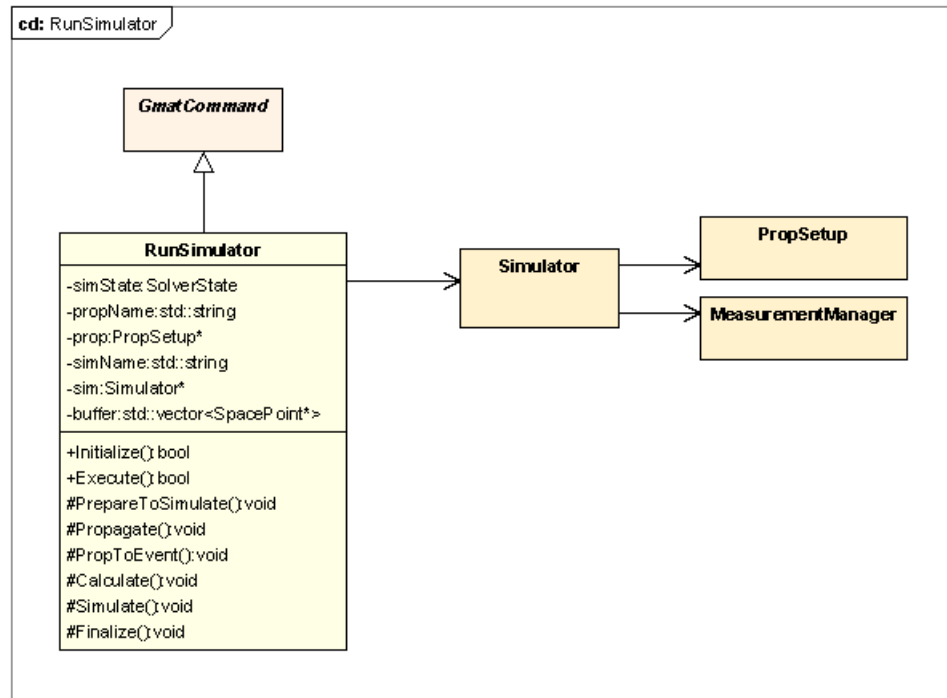 cd: RunSimulator
GmatCommand
RunSimulator
-simState:SolverState
-propName:std::string
-prop:PropSetup*
-simName:std::string
-sim:Simulator*
-buffer:std::vector<SpacePoint*>
+Initialize():bool
+Execute():bool
#PrepareToSimulate():void
#Propagate():void
#PropToEvent():void
#Calculate():void
#Simulate():void
#Finalize():void
Simulator
PropSetup
MeasurementManager